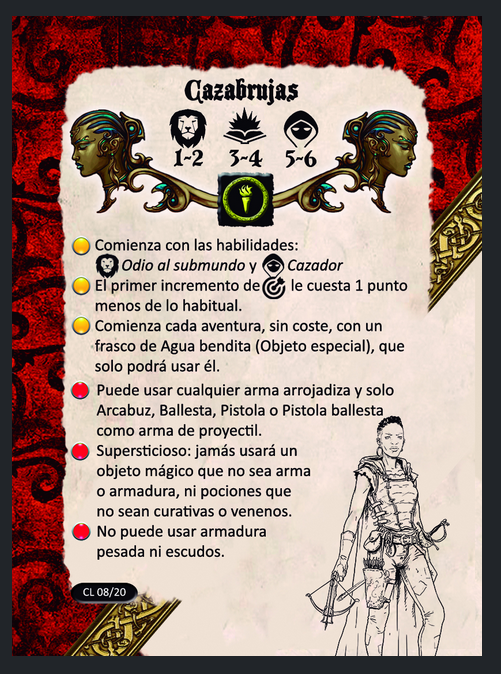 Cazabrujas
1~2 3~4 5~6
Comienza con las habilidades:
Odio al submundo y Cazador
El primer incremento de le cuesta 1 punto
menos de lo habitual.
Comienza cada aventura, sin coste, con un
frasco de Agua bendita (Objeto especial), que
solo podrá usar él.
Puede usar cualquier arma arrojadiza y solo
Arcabuz, Ballesta, Pistola o Pistola ballesta
como arma de proyectil.
Supersticioso: jamás usará un
objeto mágico que no sea arma
o armadura, ni pociones que
no sean curativas o venenos.
No puede usar armadura
pesada ni escudos.
CL 08/20